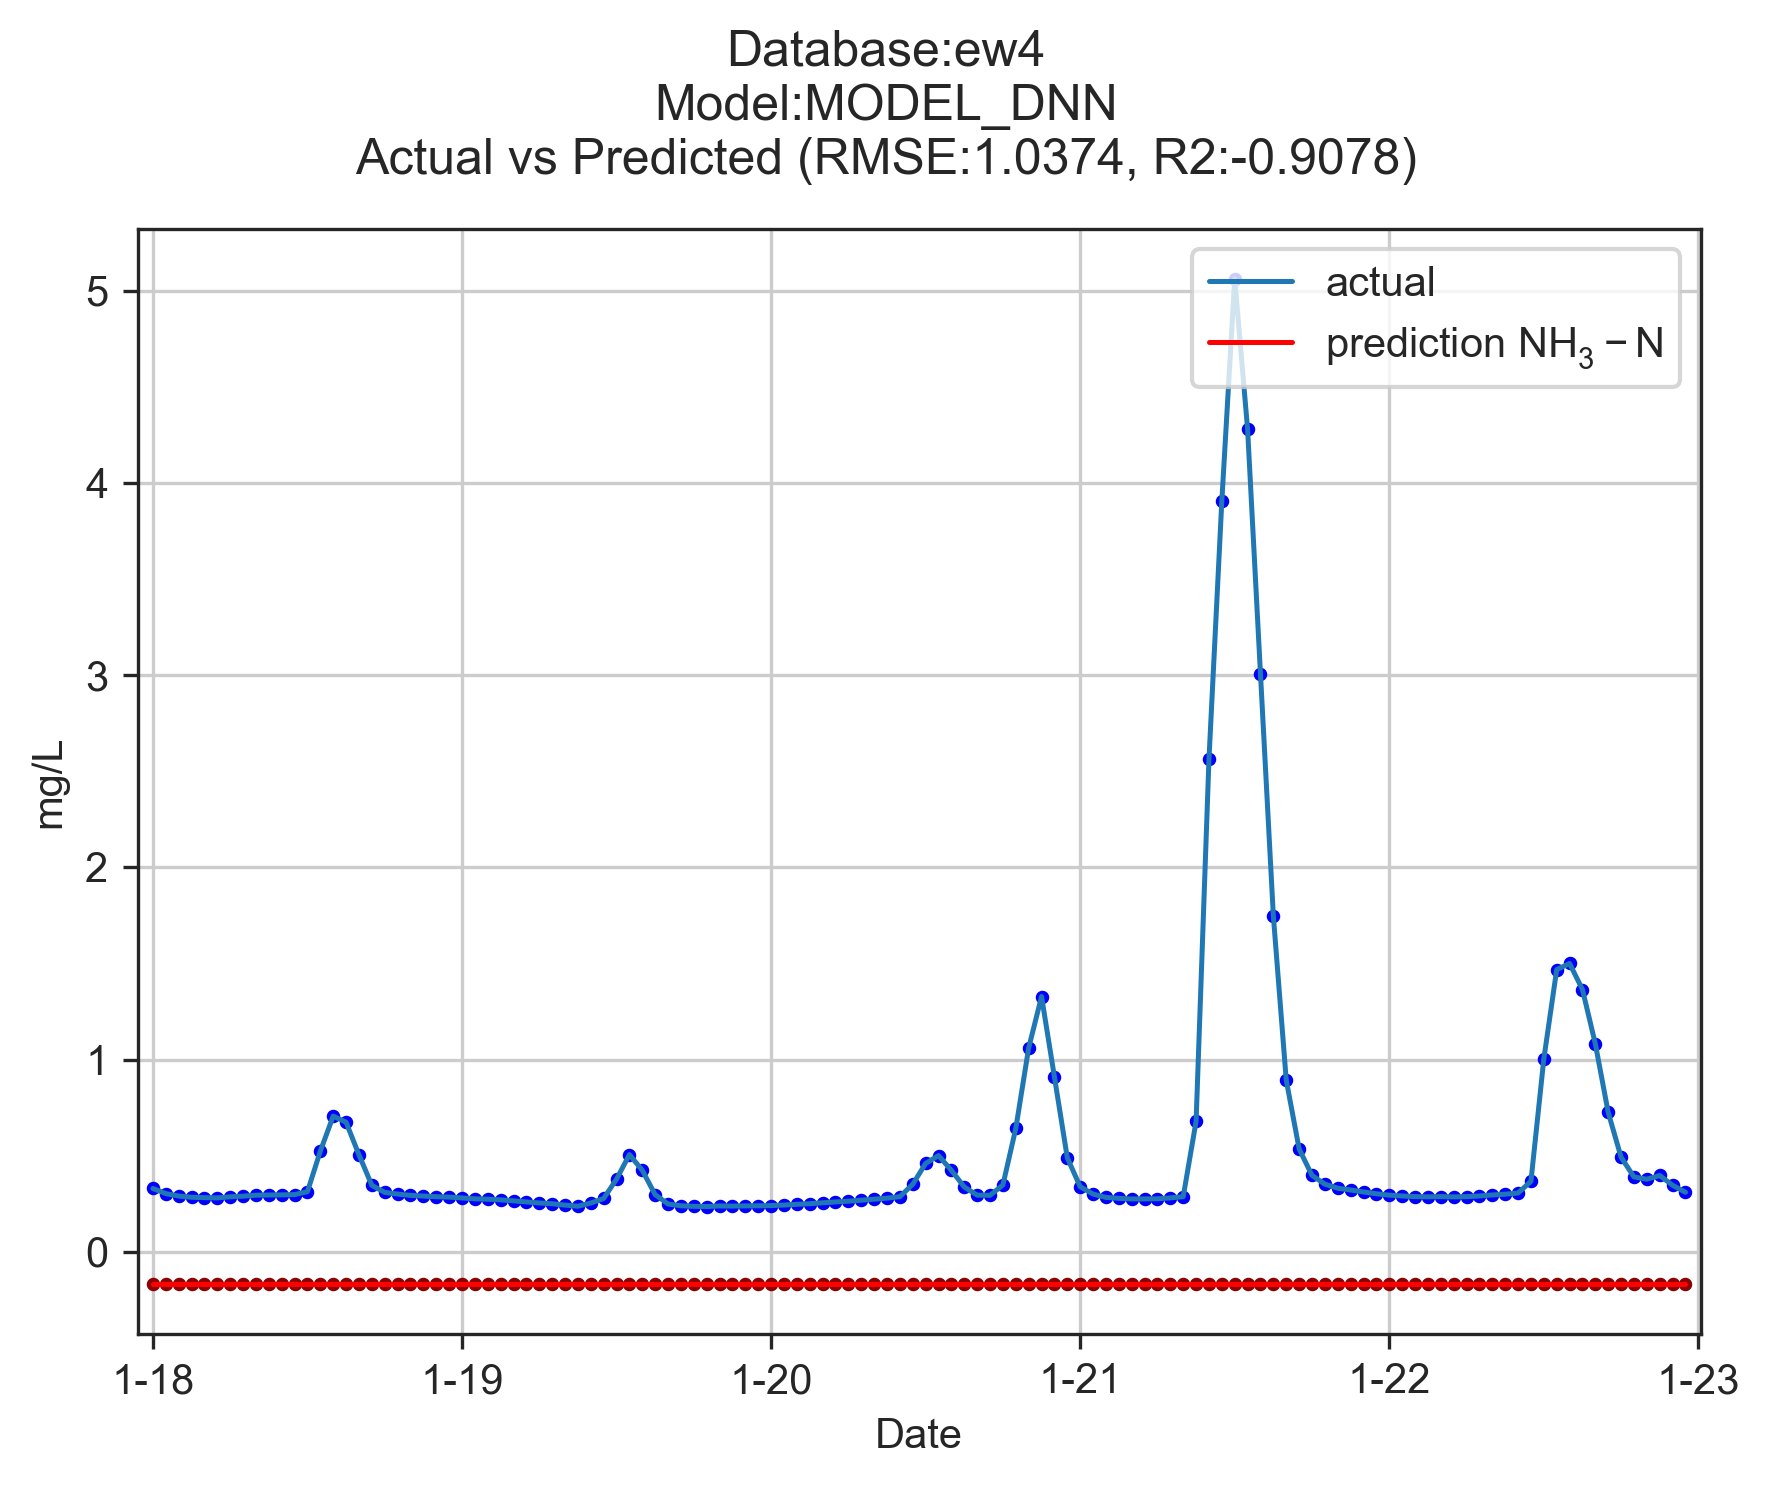 Database:ew4
Model:MODEL_DNN
Actual vs Predicted (RMSE:1.0374, R2:-0.9078)
actual
prediction NH₃ − N
5
4
3
2
1
0
mg/L
1-18 1-19 1-20 1-21 1-22 1-23
Date